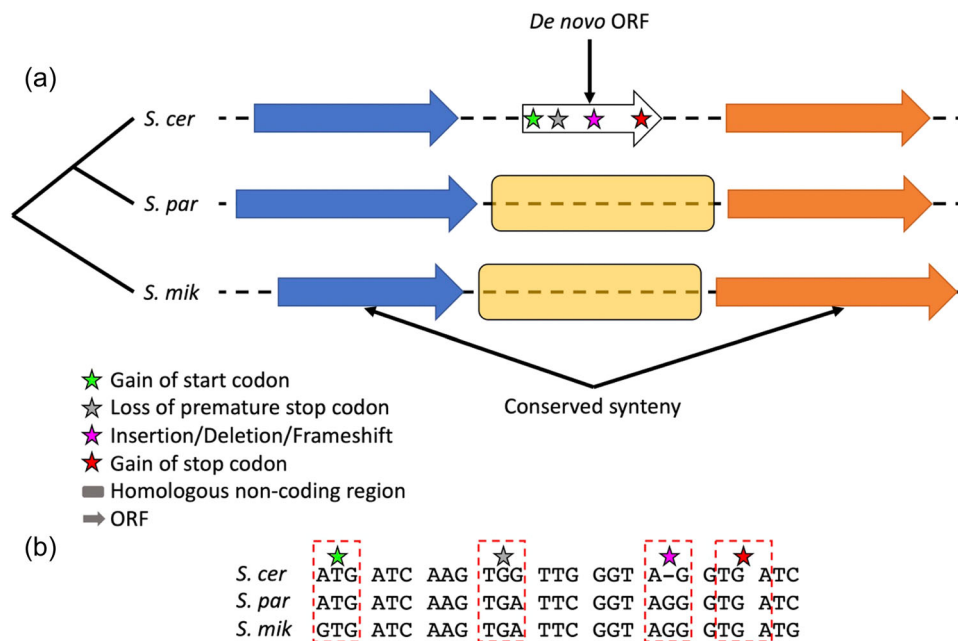 De novo ORF
(a)
S. cer
S. par
S. mik
Gain of start codon
Loss of premature stop codon
Insertion/Deletion/Frameshift
Gain of stop codon
Homologous non-coding region
ORF
Conserved synteny
(b)
S. cer ATG ATC AAG TGG TTG GGT A-G GTG ATC
S. par ATG ATC AAG TGA TTC GGT AGG GTG ATC
S. mik GTG ATC AAG TGA TTC GGT AGG GTG ATG